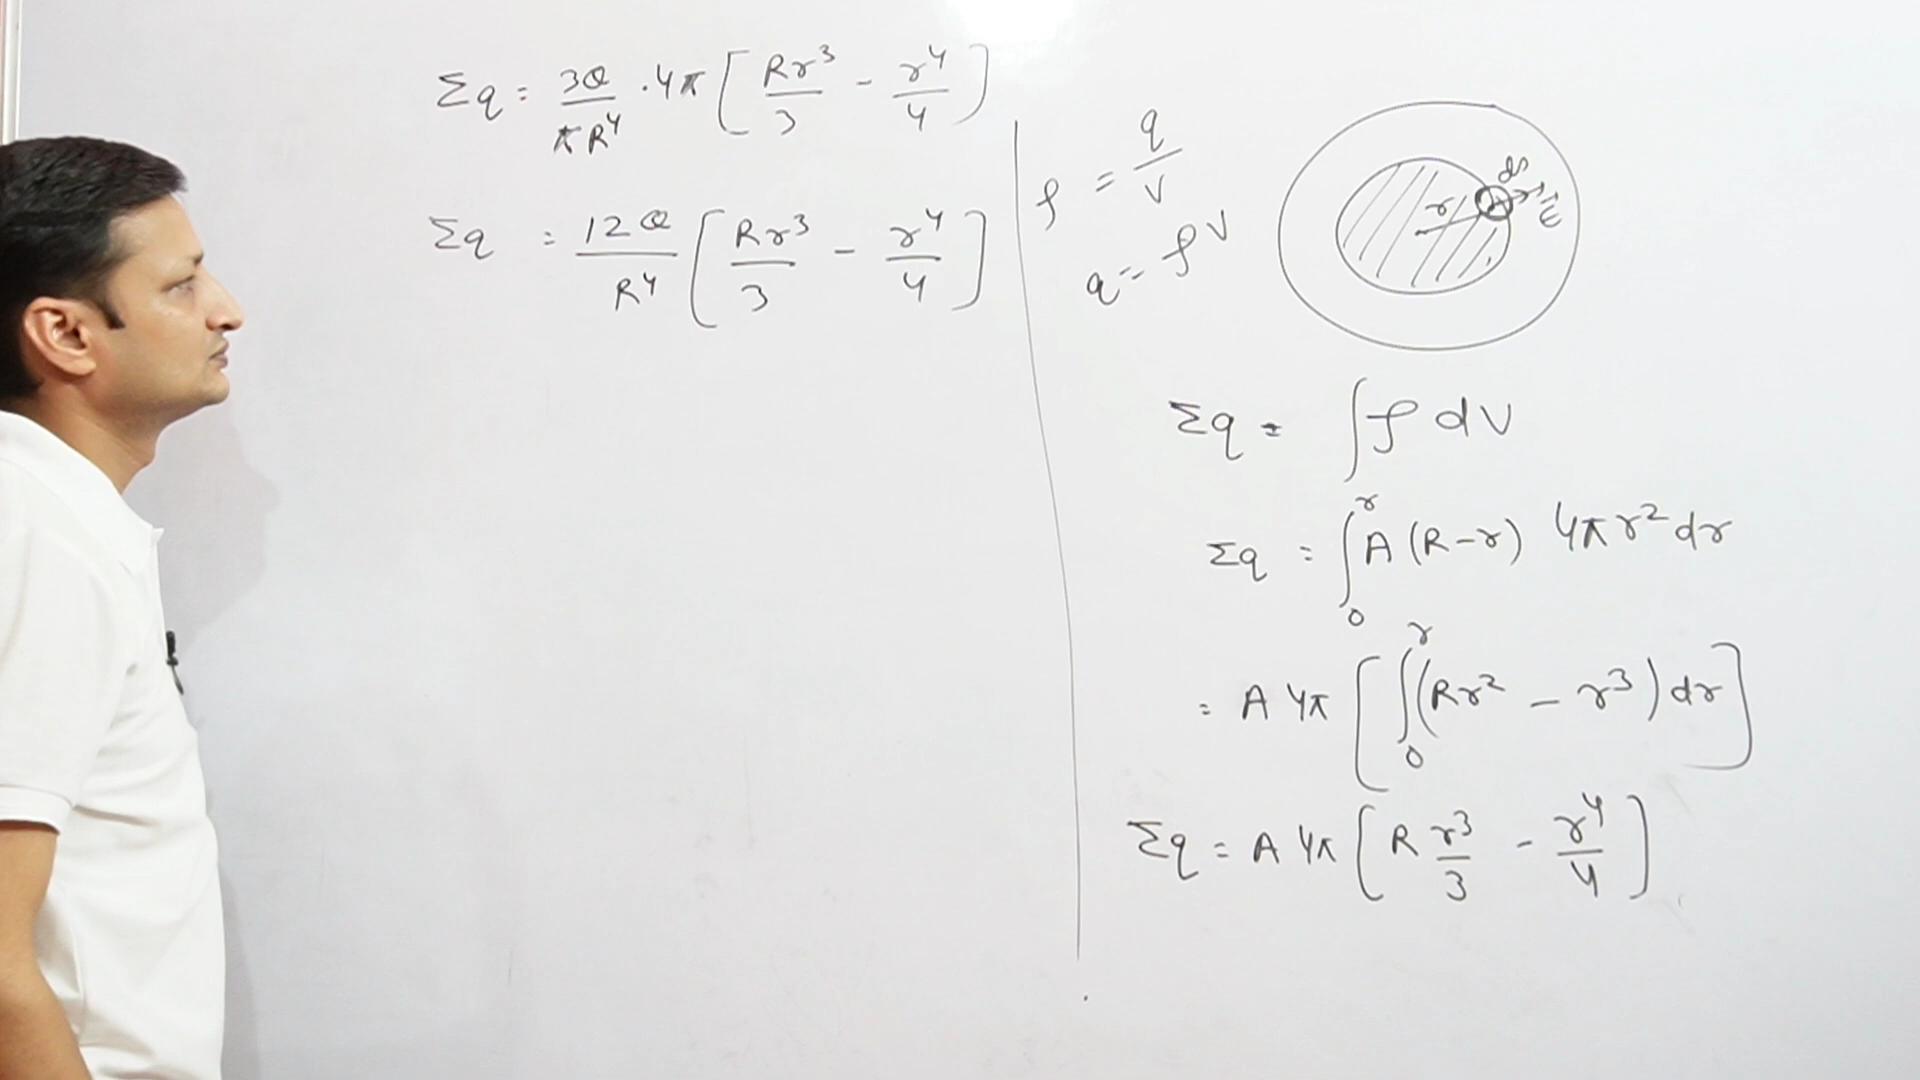 Σq = 3Q/πR⁴ · 4π [ Rr³/3 - r⁴/4 ]
Σq = 12Q/R⁴ [ Rr³/3 - r⁴/4 ]
ρ = q/V
q = ρV
r ds E⃗
Σq = ∫ρ dV
Σq = ∫₀ʳ A (R-r) 4πr² dr
= A 4π [ ∫₀ʳ (Rr² - r³) dr ]
Σq = A 4π [ R r³/3 - r⁴/4 ]